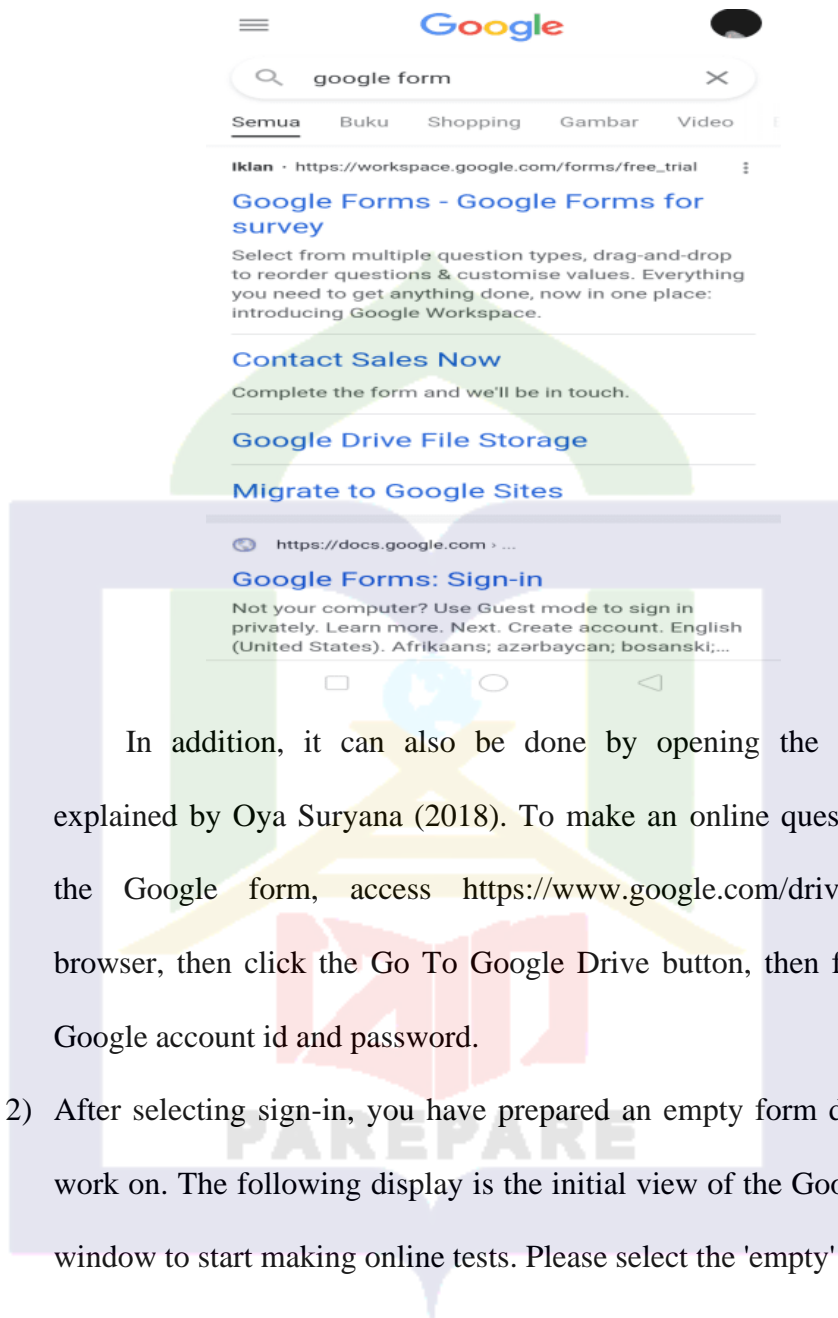 Google
google form
Semua Buku Shopping Gambar Video
Iklan · https://workspace.google.com/forms/free_trial
Google Forms - Google Forms for
survey
Select from multiple question types, drag-and-drop
to reorder questions & customise values. Everything
you need to get anything done, now in one place:
introducing Google Workspace.
Contact Sales Now
Complete the form and we'll be in touch.
Google Drive File Storage
Migrate to Google Sites
https://docs.google.com › ...
Google Forms: Sign-in
Not your computer? Use Guest mode to sign in
privately. Learn more. Next. Create account. English
(United States). Afrikaans; azərbaycan; bosanski;...
In addition, it can also be done by opening the
explained by Oya Suryana (2018). To make an online ques
the Google form, access https://www.google.com/driv
browser, then click the Go To Google Drive button, then f
Google account id and password.
2) After selecting sign-in, you have prepared an empty form d
work on. The following display is the initial view of the Goo
window to start making online tests. Please select the 'empty'
PAREPARE